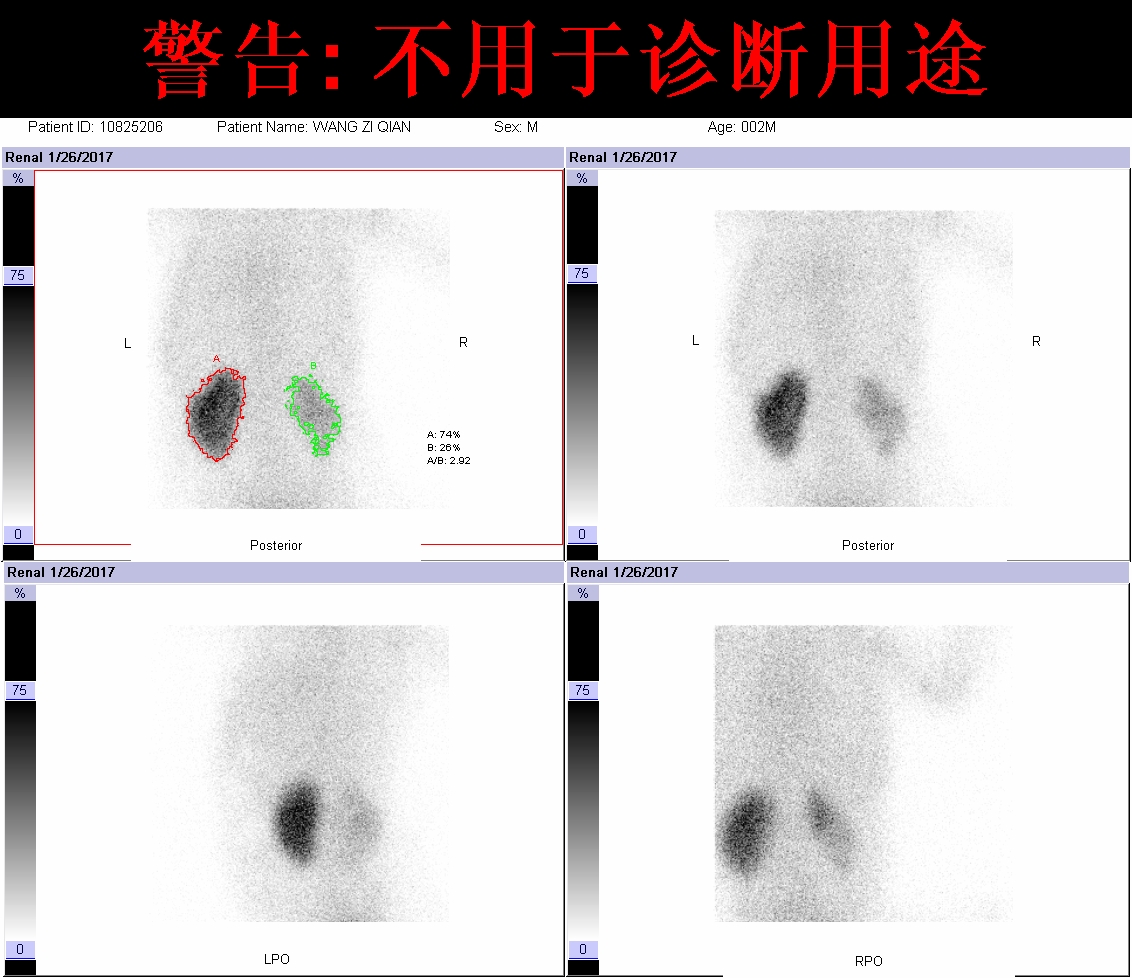 警告: 不用于诊断用途
Patient ID: 10825206 Patient Name: WANG ZI QIAN Sex: M Age: 002M
Renal 1/26/2017
%
75
0
L
R
A
B
A: 74%
B: 26%
A/B: 2.92
Posterior
Renal 1/26/2017
%
75
0
L
R
Posterior
Renal 1/26/2017
%
75
0
LPO
Renal 1/26/2017
%
75
0
RPO